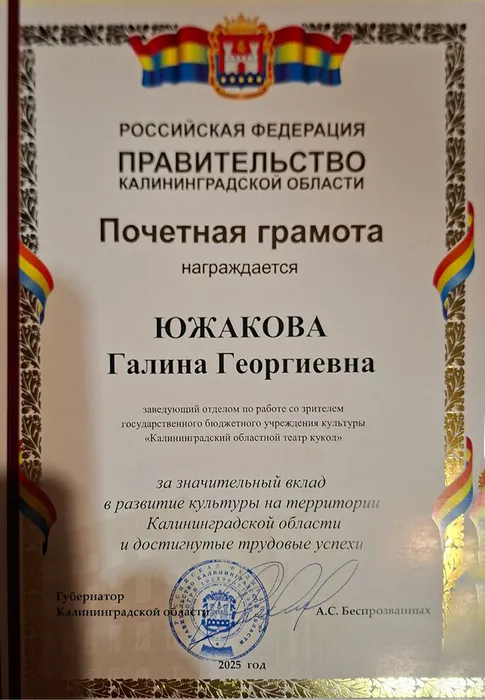 РОССИЙСКАЯ ФЕДЕРАЦИЯ
ПРАВИТЕЛЬСТВО
КАЛИНИНГРАДСКОЙ ОБЛАСТИ
Почетная грамота
награждается
ЮЖАКОВА
Галина Георгиевна
заведующий отделом по работе со зрителем
государственного бюджетного учреждения культуры
«Калининградский областной театр кукол»
за значительный вклад
в развитие культуры на территории
Калининградской области
и достигнутые трудовые успехи
Губернатор
Калининградской области
А.С. Беспрозванных
2025 год